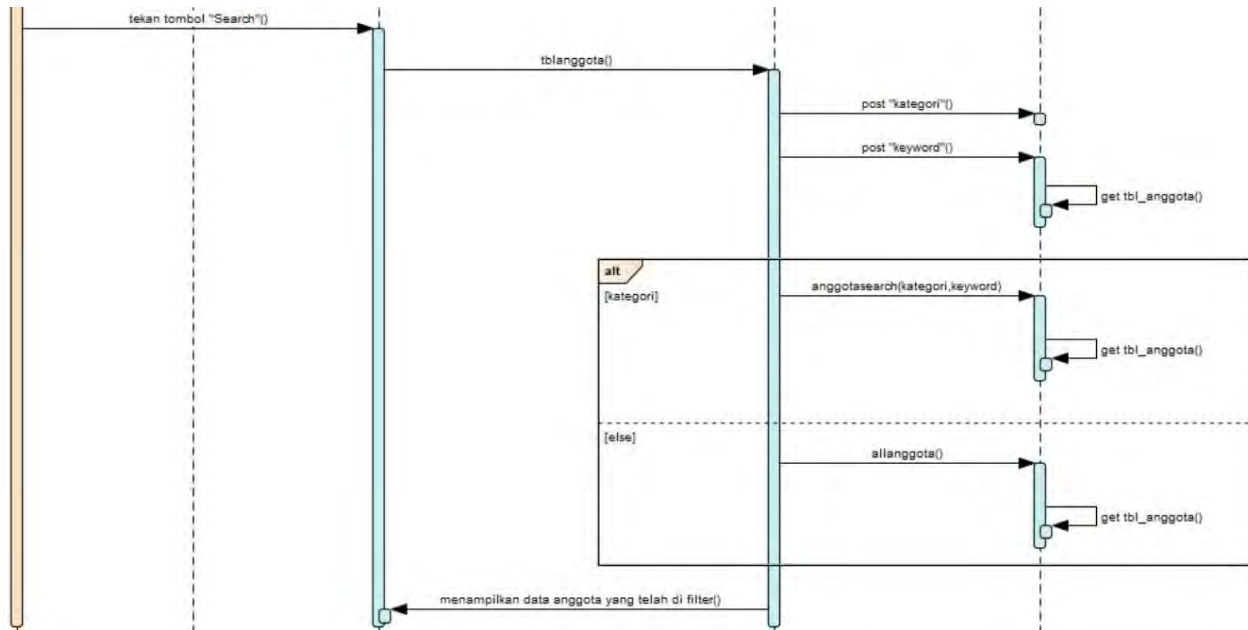 tekan tombol "Search"()
tblanggota()
post "kategori"()
post "keyword"()
get tbl_anggota()
alt
[kategori]
anggotasearch(kategori,keyword)
get tbl_anggota()
[else]
allanggota()
get tbl_anggota()
menampilkan data anggota yang telah di filter()